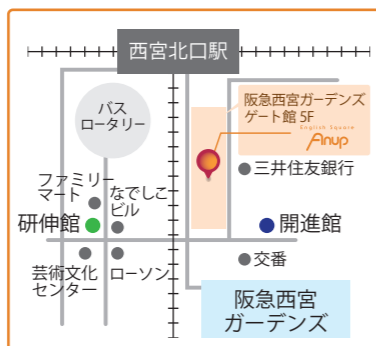 西宮北口駅
バス
ロータリー
阪急西宮ガーデンズ
ゲート館 5F
English Square
Anup
三井住友銀行
ファミリー
マート
なでしこ
ビル
研伸館
開進館
芸術文化
センター
ローソン
交番
阪急西宮
ガーデンズ